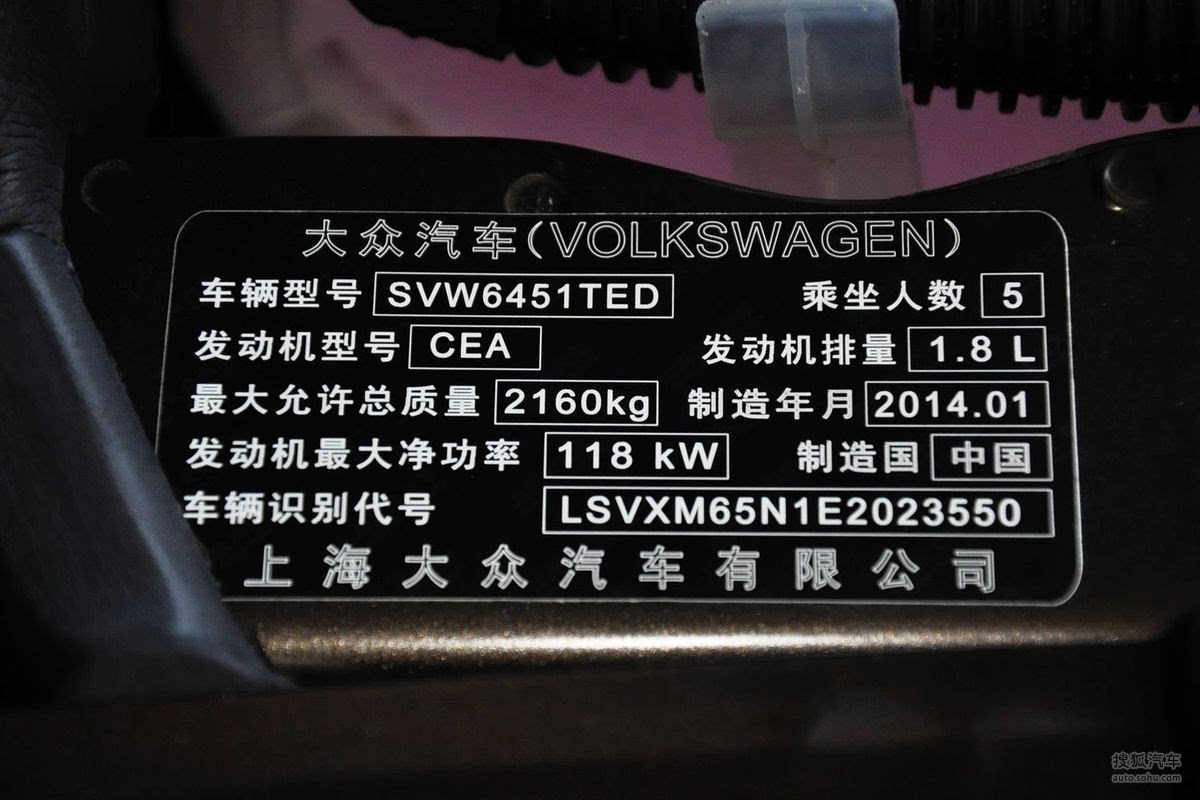 大众汽车(VOLKSWAGEN)
车辆型号 SVW6451TED 乘坐人数 5
发动机型号 CEA 发动机排量 1.8 L
最大允许总质量 2160kg 制造年月 2014.01
发动机最大净功率 118 kW 制造国 中国
车辆识别代号 LSVXM65N1E2023550
上海大众汽车有限公司
搜狐汽车
auto.sohu.com